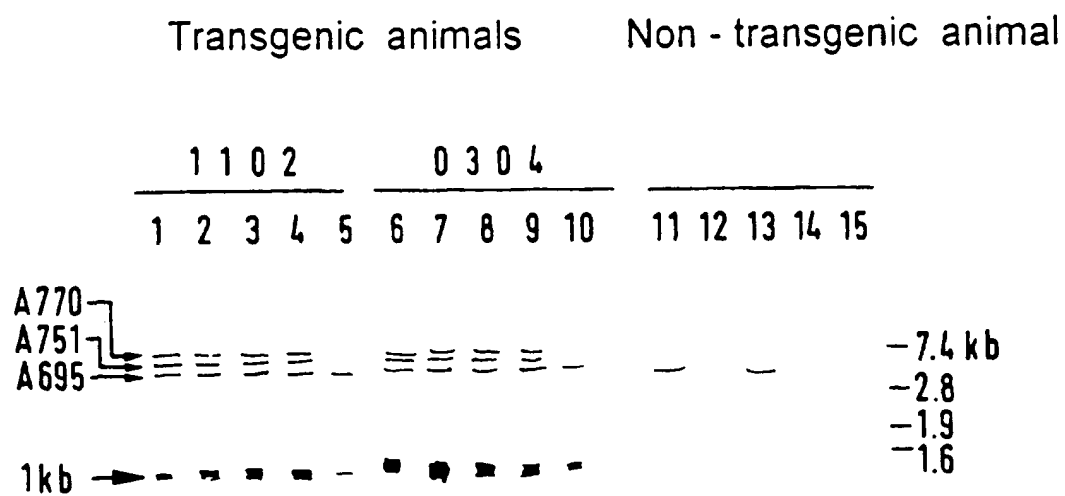 Transgenic animals Non - transgenic animal
1 1 0 2 0 3 0 4
1 2 3 4 5 6 7 8 9 10 11 12 13 14 15
A770
A751
A695
1kb
-7.4 kb
-2.8
-1.9
-1.6